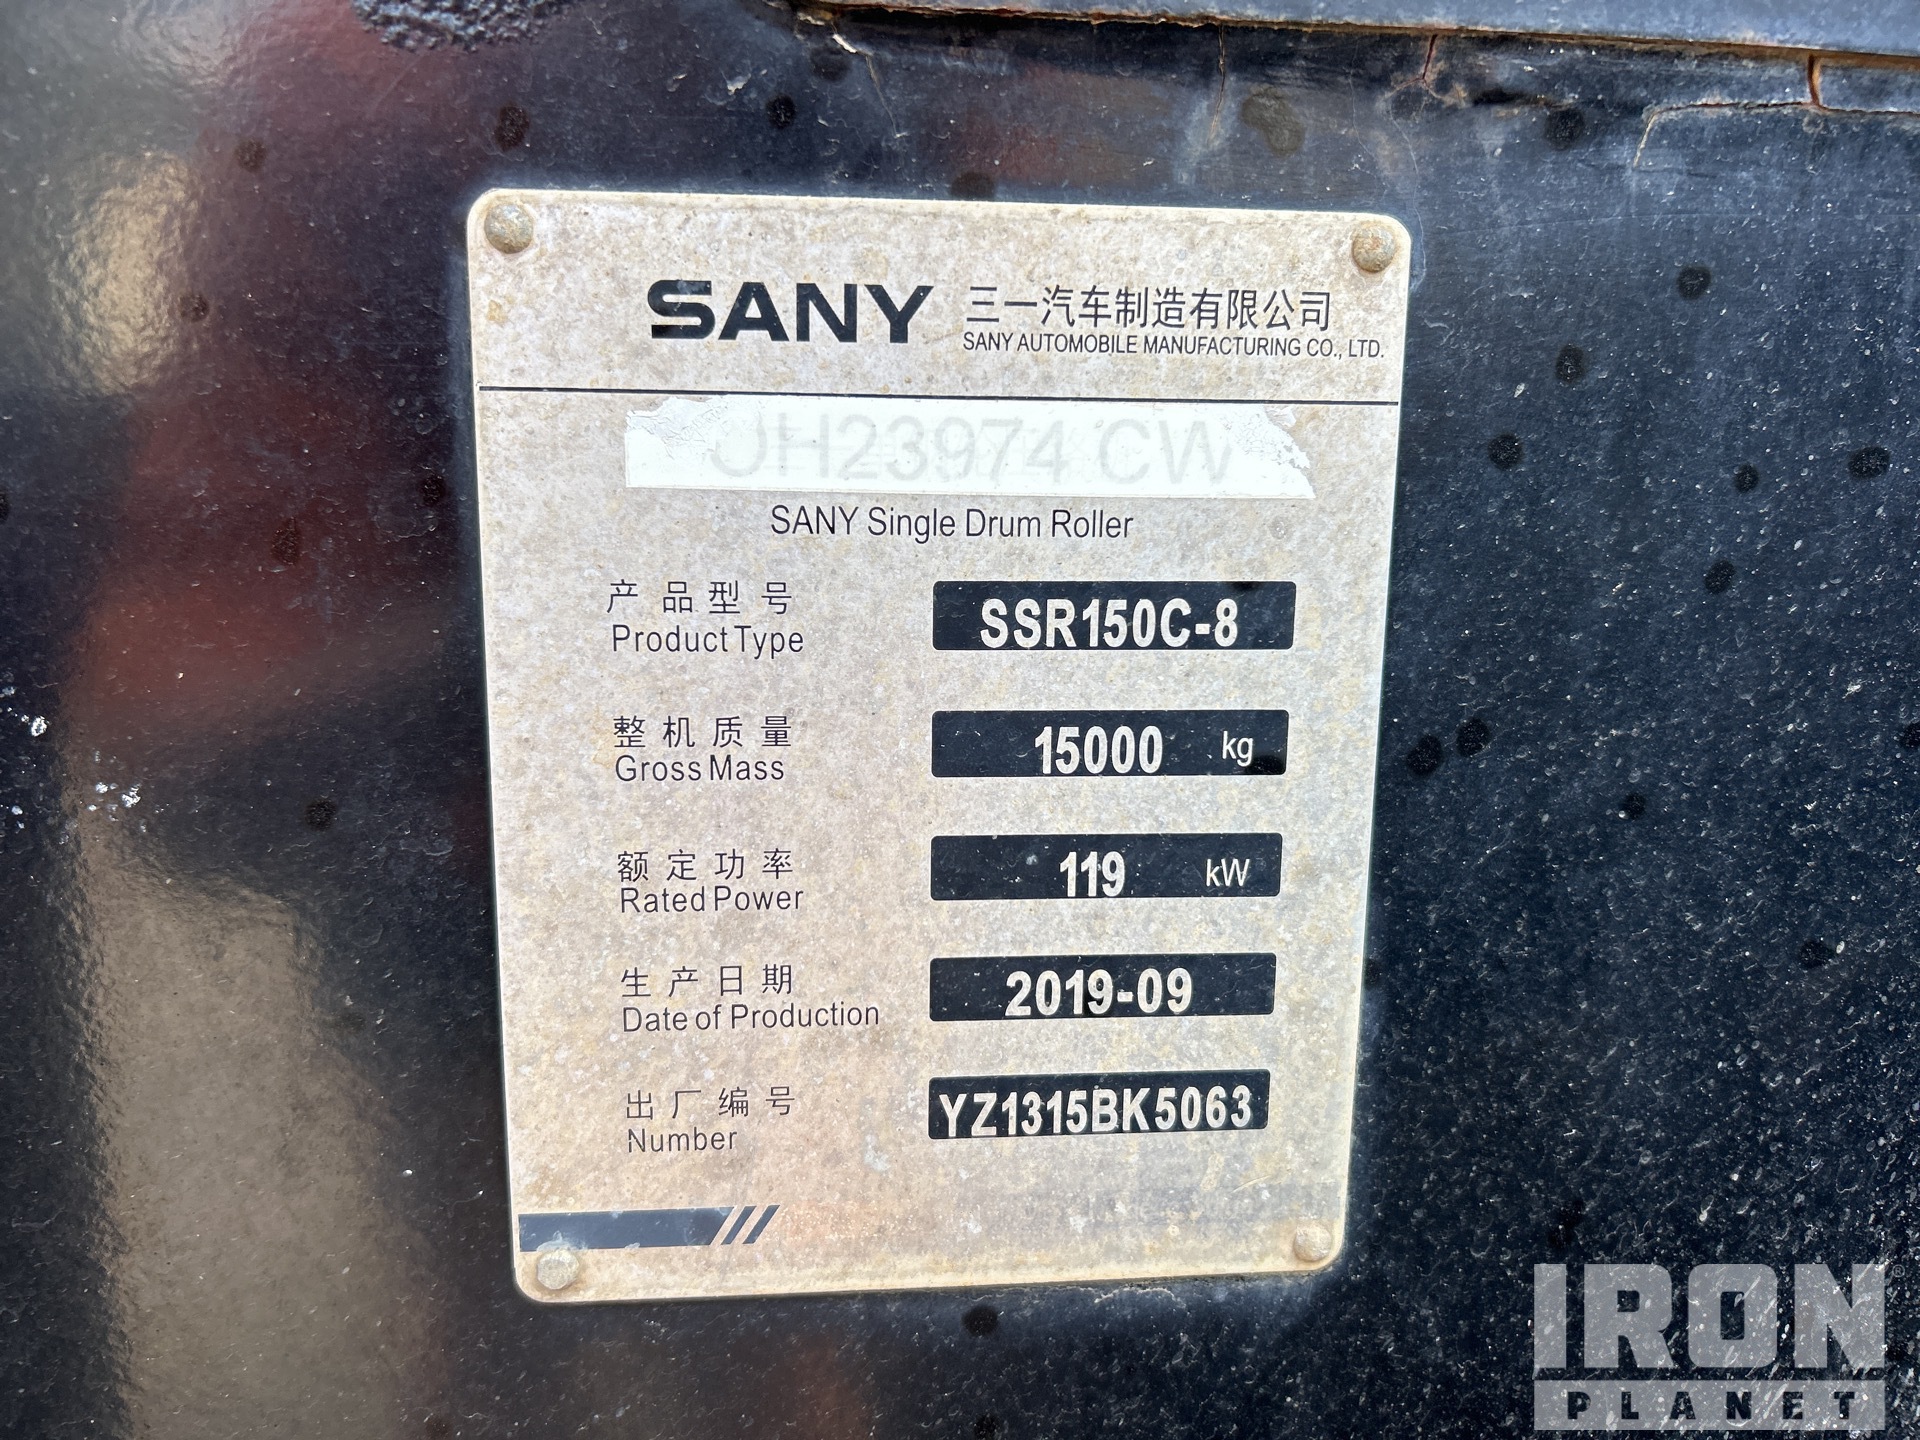 SANY 三一汽车制造有限公司
SANY AUTOMOBILE MANUFACTURING CO., LTD.
H23974 CW
SANY Single Drum Roller
产品型号
Product Type
SSR150C-8
整机质量
Gross Mass
15000 kg
额定功率
Rated Power
119 kW
生产日期
Date of Production
2019-09
出厂编号
Number
YZ1315BK5063
IRON
PLANET